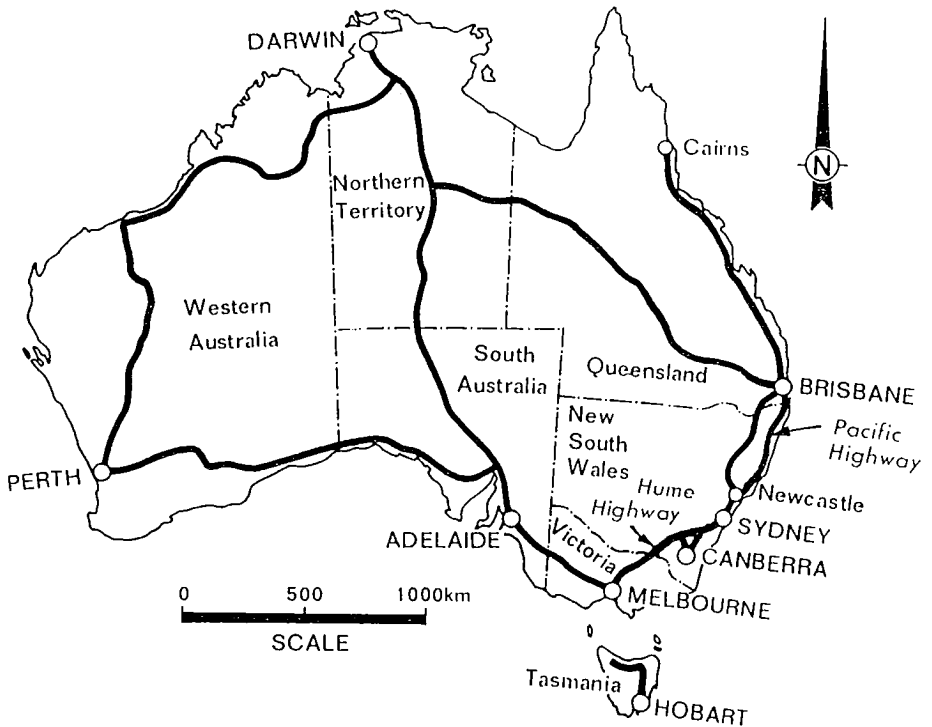 DARWIN
Cairns
N
Northern
Territory
Western
Australia
South
Australia
Queensland
BRISBANE
New
South
Wales
Pacific
Highway
PERTH
Hume
Highway
Newcastle
SYDNEY
ADELAIDE
Victoria
CANBERRA
MELBOURNE
0 500 1000km
SCALE
Tasmania
HOBART